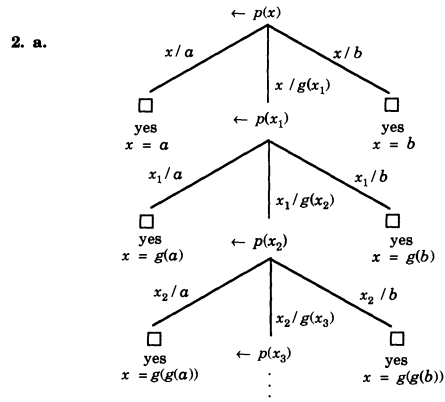 ← p(x)
2. a.
x/a x/b
x/g(x₁)
yes ← p(x₁) yes
x = a x = b
x₁/a x₁/b
x₁/g(x₂)
yes ← p(x₂) yes
x = g(a) x = g(b)
x₂/a x₂/b
x₂/g(x₃)
yes ← p(x₃) yes
x = g(g(a)) x = g(g(b))